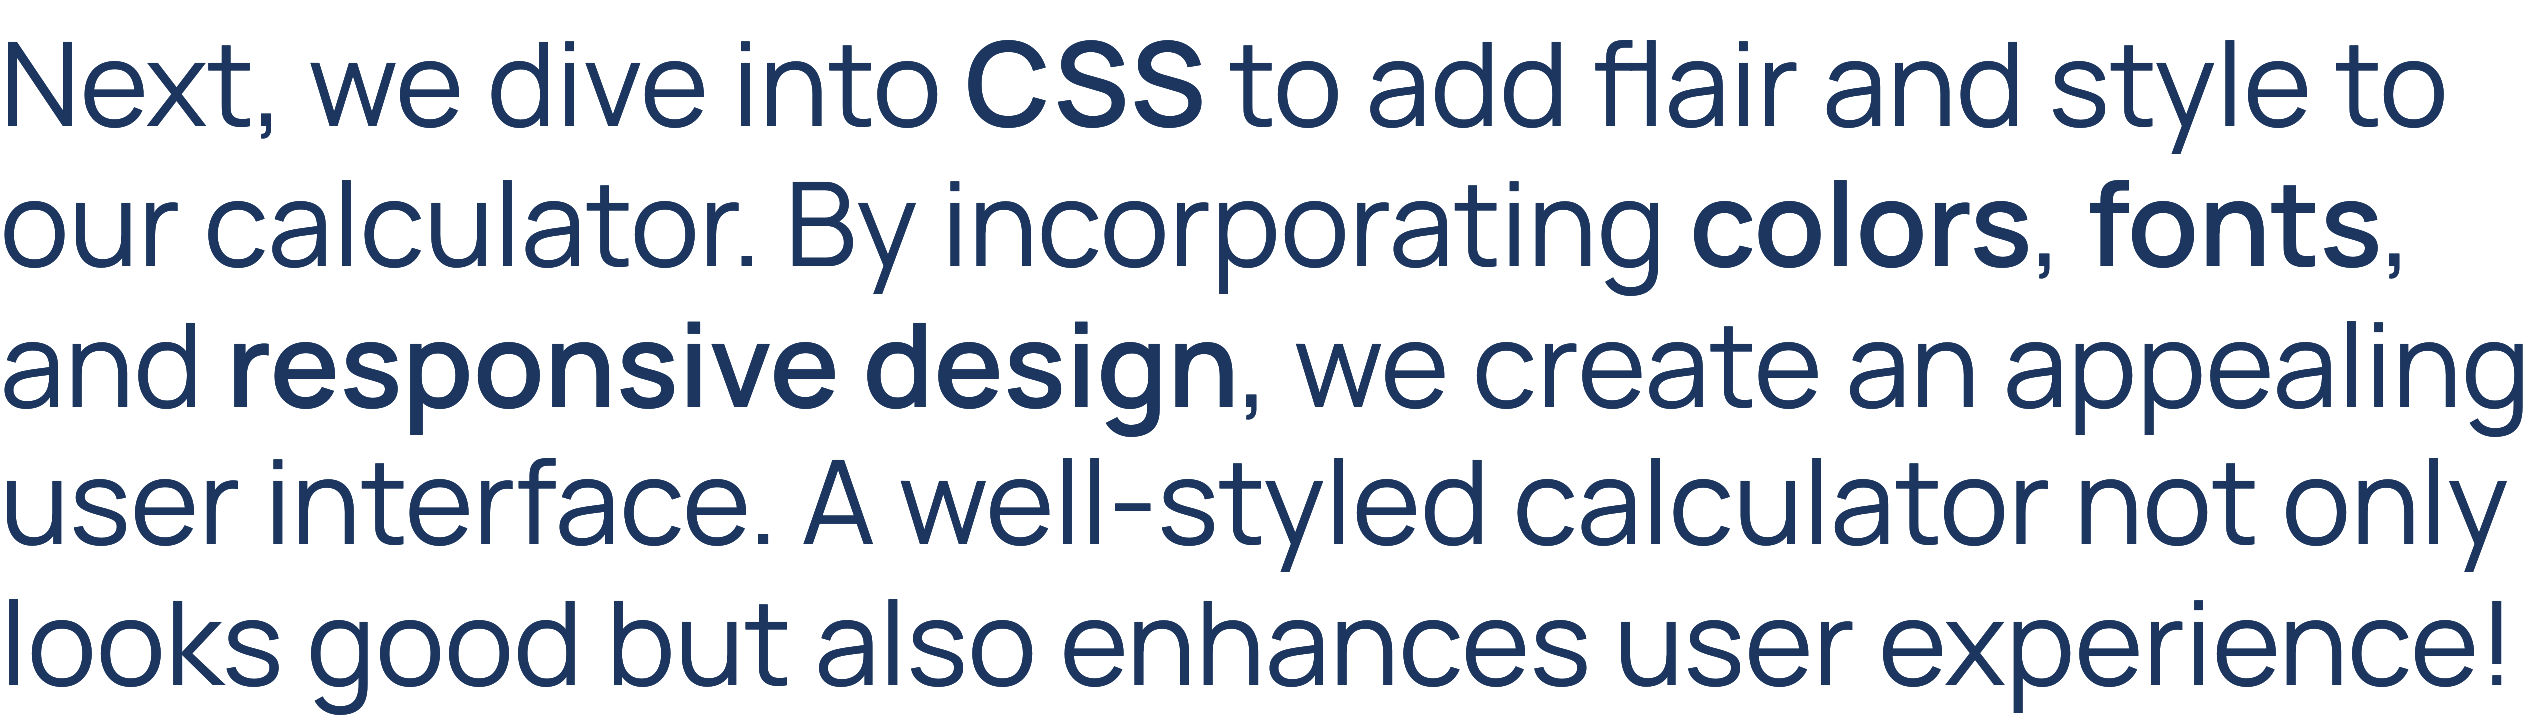 Next, we dive into CSS to add flair and style to
our calculator. By incorporating colors, fonts,
and responsive design, we create an appealing
user interface. A well-styled calculator not only
looks good but also enhances user experience!